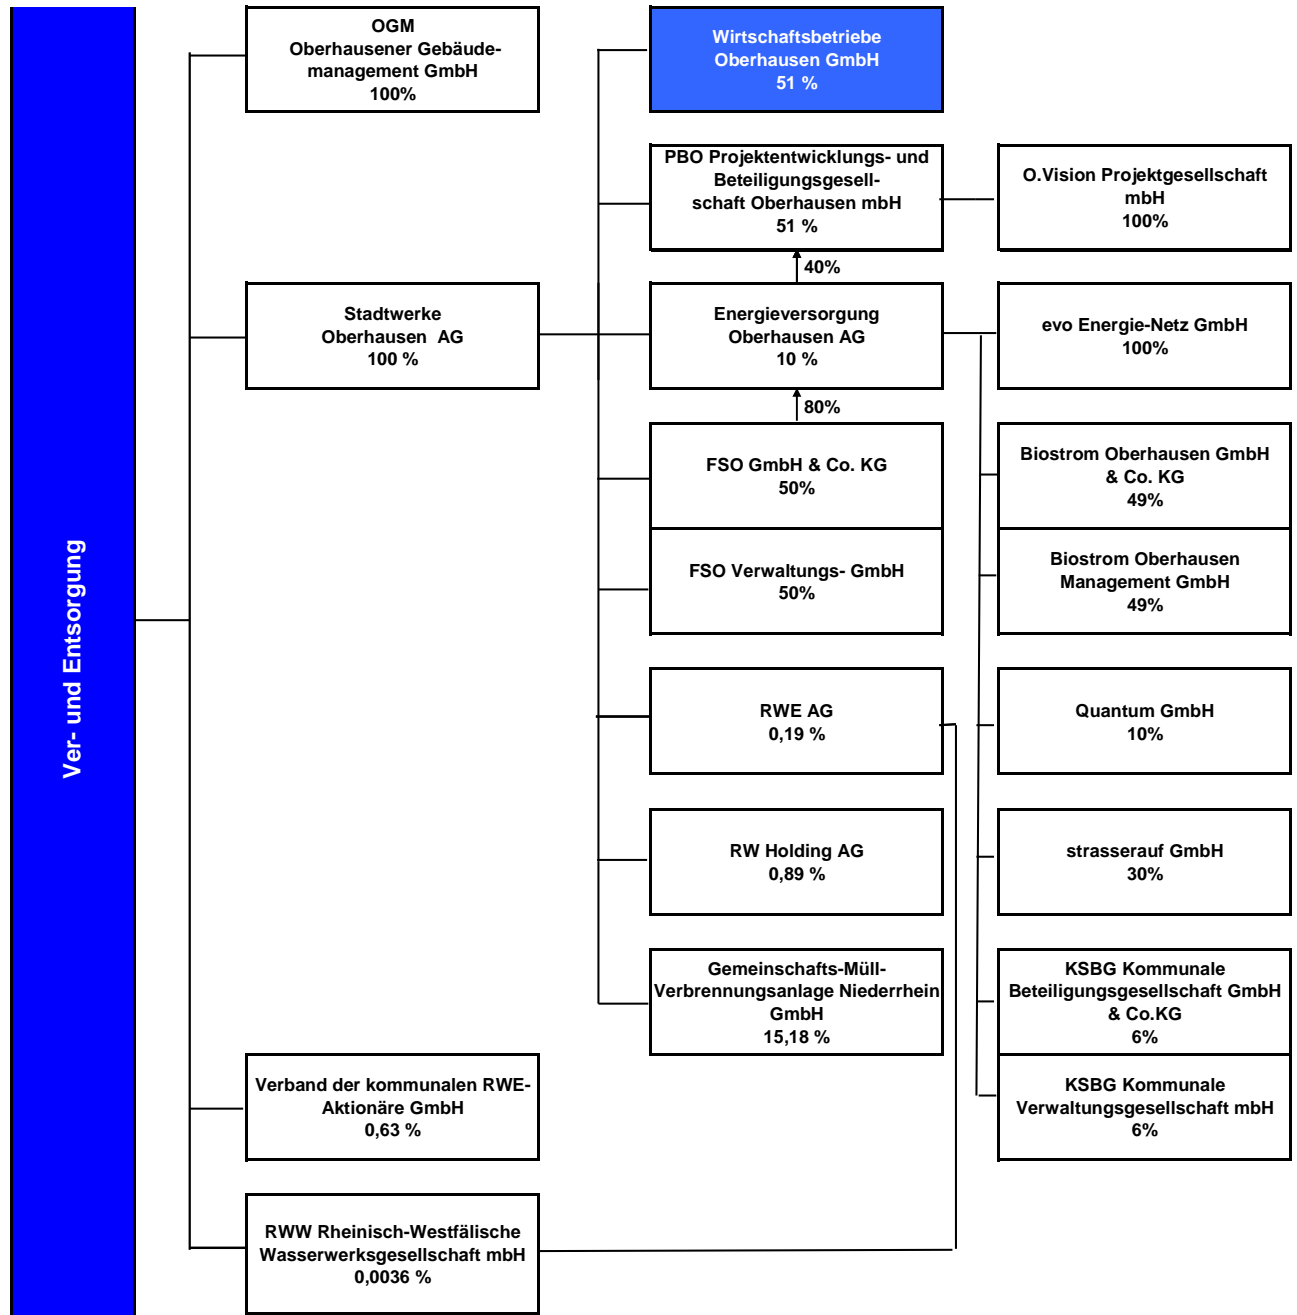 Ver- und Entsorgung
OGM
Oberhausener Gebäude-
management GmbH
100%
Stadtwerke
Oberhausen AG
100 %
Verband der kommunalen RWE-
Aktionäre GmbH
0,63 %
RWW Rheinisch-Westfälische
Wasserwerksgesellschaft mbH
0,0036 %
Wirtschaftsbetriebe
Oberhausen GmbH
51 %
PBO Projektentwicklungs- und
Beteiligungsgesell-
schaft Oberhausen mbH
51 %
40%
Energieversorgung
Oberhausen AG
10 %
80%
FSO GmbH & Co. KG
50%
FSO Verwaltungs- GmbH
50%
RWE AG
0,19 %
RW Holding AG
0,89 %
Gemeinschafts-Müll-
Verbrennungsanlage Niederrhein
GmbH
15,18 %
O.Vision Projektgesellschaft
mbH
100%
evo Energie-Netz GmbH
100%
Biostrom Oberhausen GmbH
& Co. KG
49%
Biostrom Oberhausen
Management GmbH
49%
Quantum GmbH
10%
strasserauf GmbH
30%
KSBG Kommunale
Beteiligungsgesellschaft GmbH
& Co.KG
6%
KSBG Kommunale
Verwaltungsgesellschaft mbH
6%